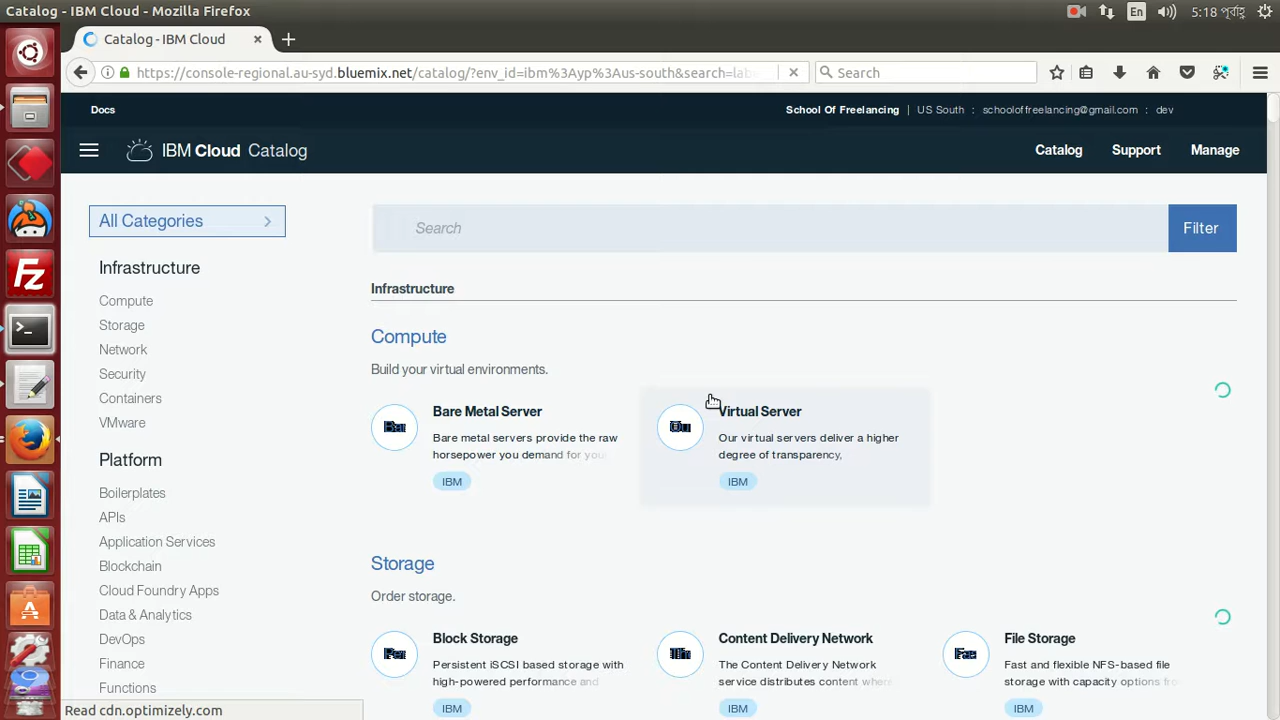 Catalog - IBM Cloud - Mozilla Firefox
En
5:18 পূর্বাহ্ণ
Catalog - IBM Cloud
https://console-regional.au-syd.bluemix.net/catalog/?env_id=ibm%3Ayp%3Aus-south&search=lab
Search
Docs
School Of Freelancing | US South : schooloffreelancing@gmail.com : dev
IBM Cloud Catalog
Catalog
Support
Manage
All Categories
Search
Filter
Infrastructure
Compute
Storage
Network
Security
Containers
VMware
Platform
Boilerplates
APIs
Application Services
Blockchain
Cloud Foundry Apps
Data & Analytics
DevOps
Finance
Functions
Infrastructure
Compute
Build your virtual environments.
Bare Metal Server
Bare metal servers provide the raw
horsepower you demand for your
IBM
Virtual Server
Our virtual servers deliver a higher
degree of transparency,
IBM
Storage
Order storage.
Block Storage
Persistent iSCSI based storage with
high-powered performance and
IBM
Content Delivery Network
The Content Delivery Network
service distributes content where
IBM
File Storage
Fast and flexible NFS-based file
storage with capacity options from
IBM
Read cdn.optimizely.com